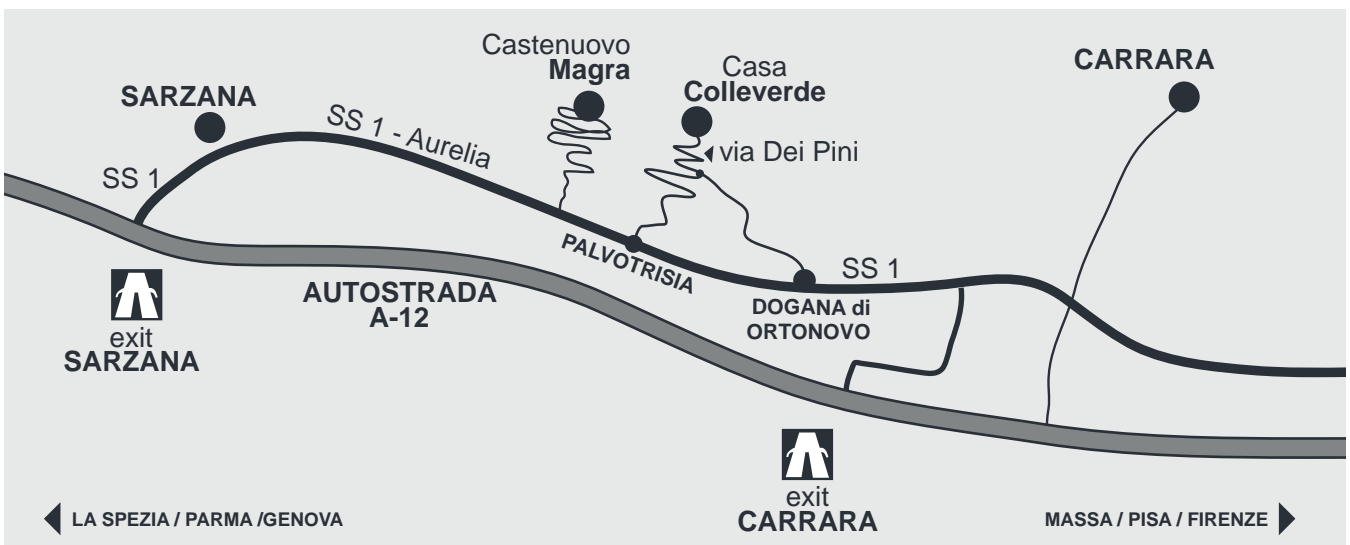 Castenuovo
Magra
Casa
Colleverde
CARRARA
SARZANA
SS 1 - Aurelia
via Dei Pini
SS 1
PALVOTRISIA
SS 1
AUTOSTRADA
A-12
DOGANA di
ORTONOVO
exit
SARZANA
exit
CARRARA
LA SPEZIA / PARMA /GENOVA
MASSA / PISA / FIRENZE